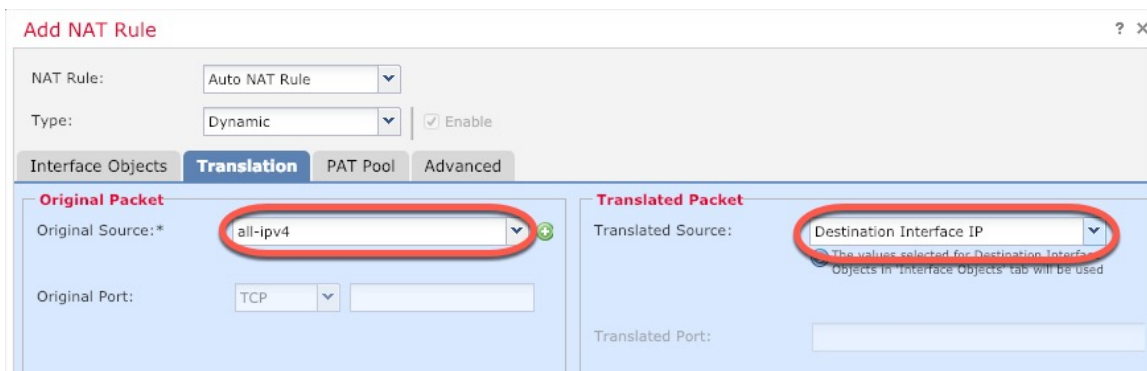 Add NAT Rule ? X
NAT Rule: Auto NAT Rule
Type: Dynamic Enable
Interface Objects Translation PAT Pool Advanced
Original Packet
Original Source:* all-ipv4
Original Port: TCP
Translated Packet
Translated Source: Destination Interface IP
The values selected for Destination Interface
Objects in 'Interface Objects' tab will be used
Translated Port: